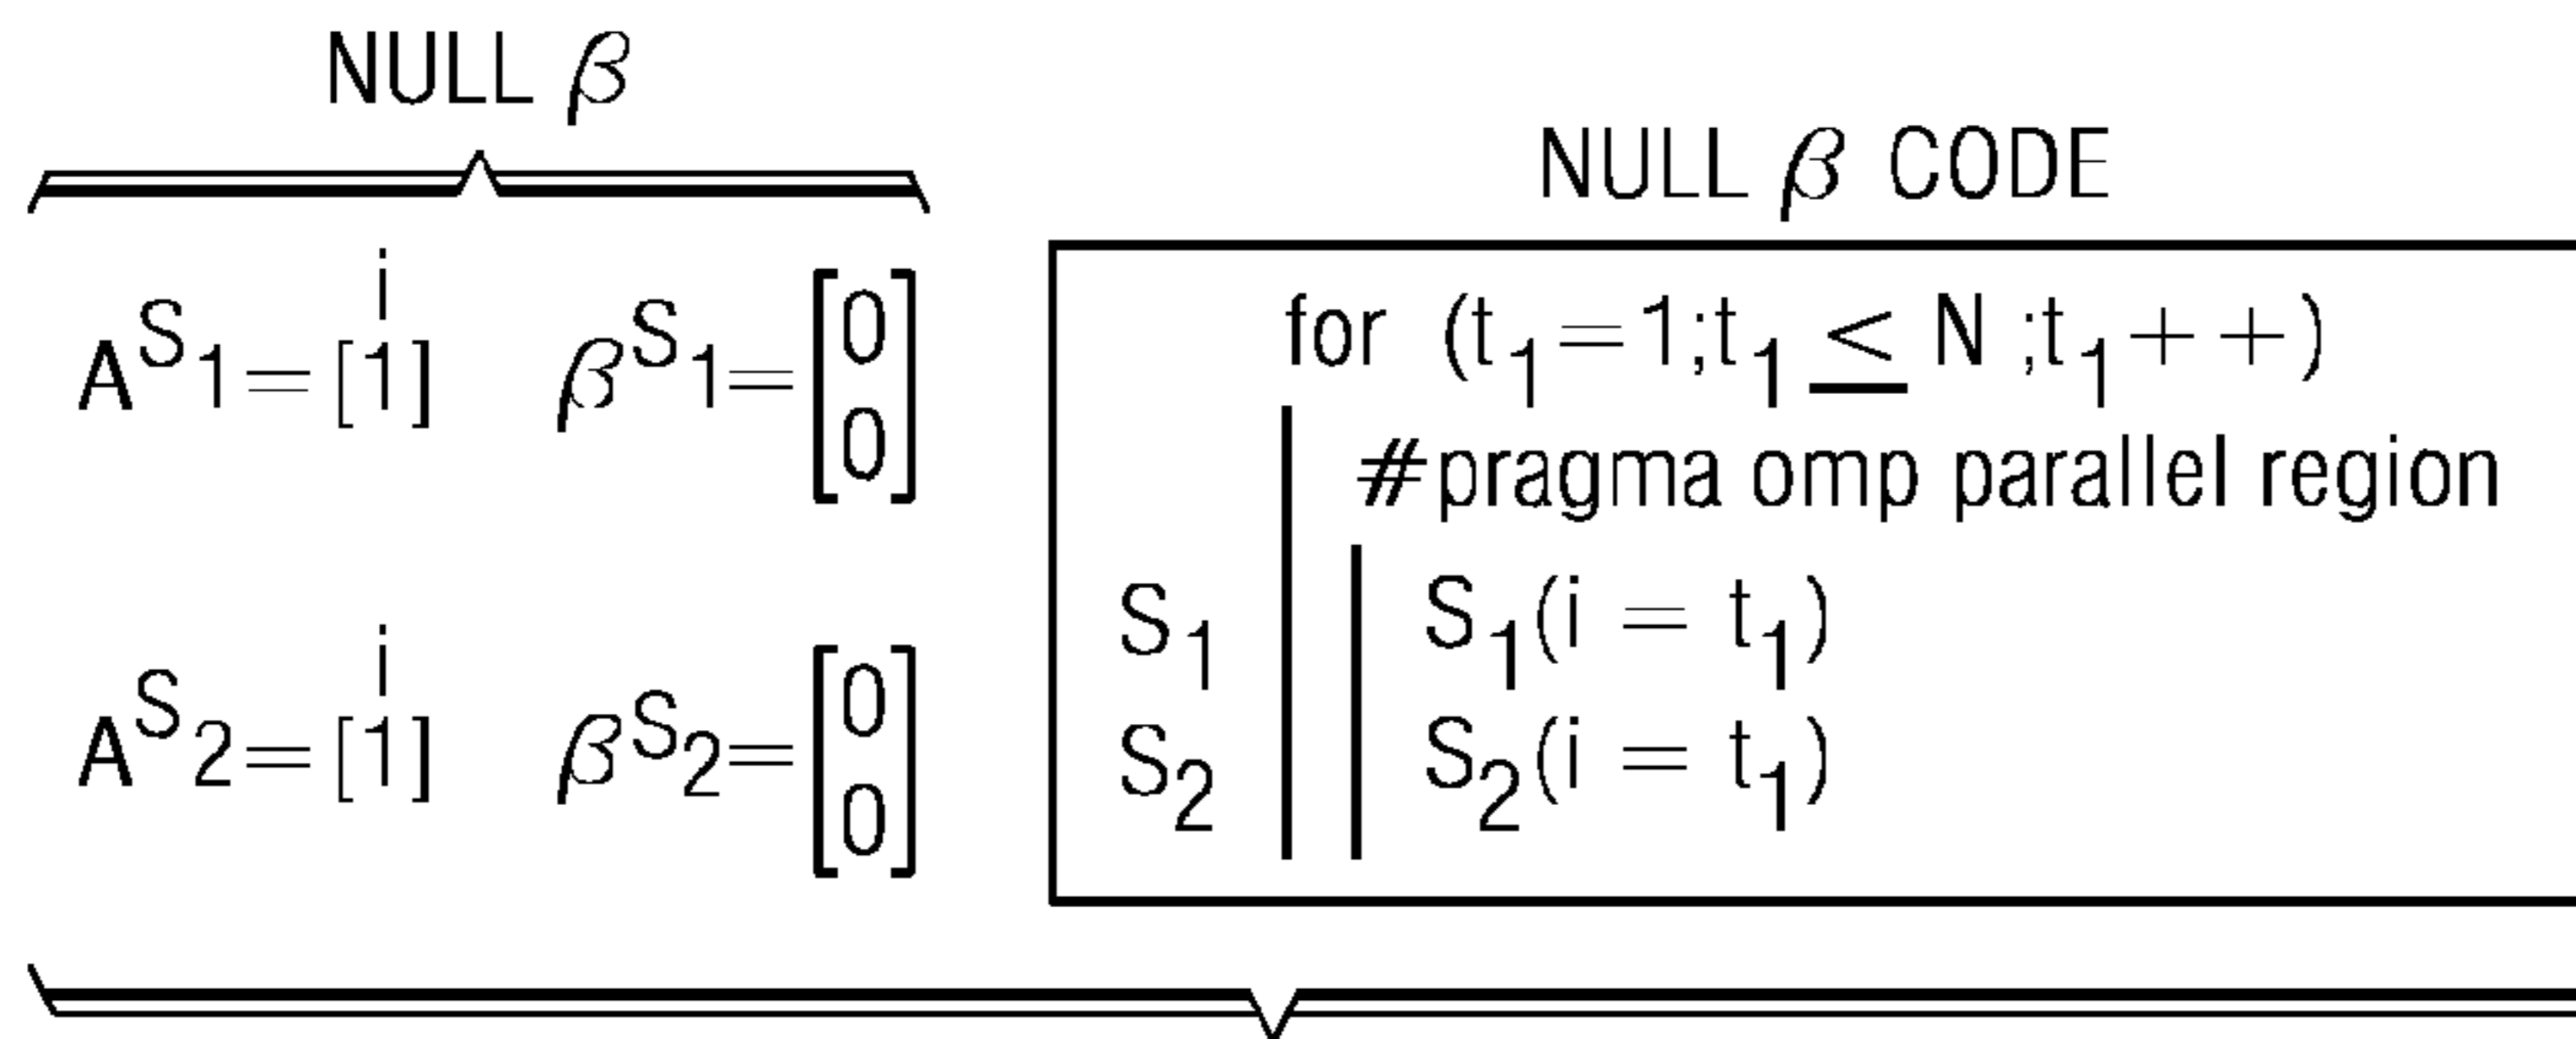 NULL β
i
A^S₁=[1] β^S₁=[0 0]
i
A^S₂=[1] β^S₂=[0 0]
NULL β CODE
for (t₁=1;t₁≤ N ;t₁++)
#pragma omp parallel region
S₁ S₁(i = t₁)
S₂ S₂(i = t₁)